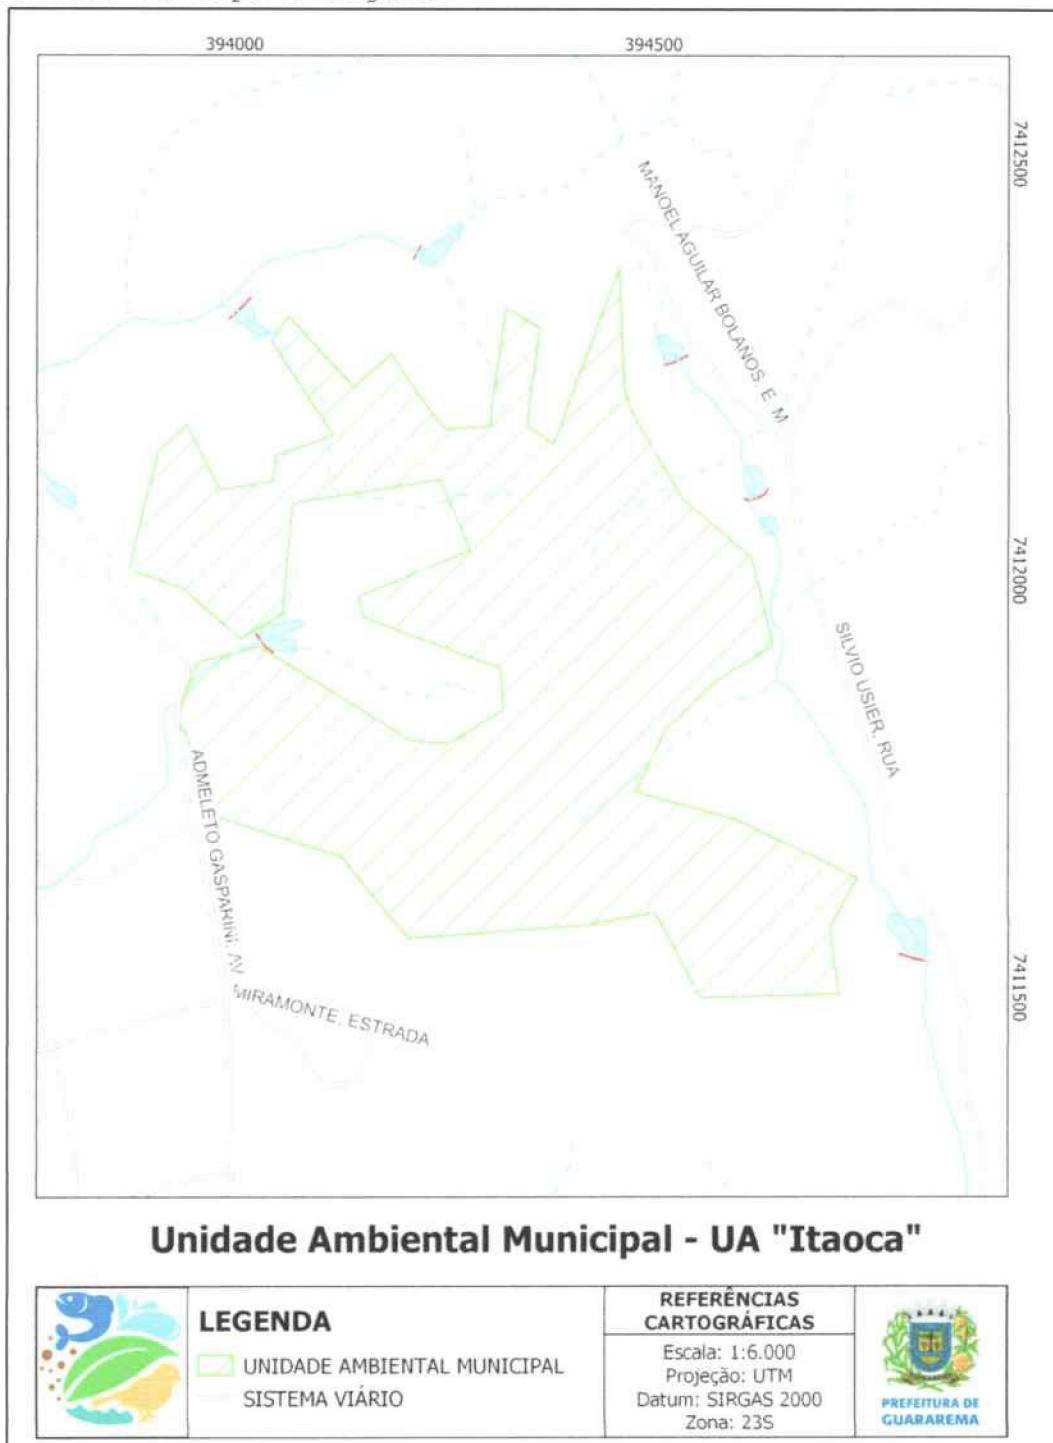 394000
394500
7412500
MANOEL AGUILAR BOLAÑOS, E. M
7412000
SILVIO USIER, RUA
ADMELETO GASPARINI, AV
MIRAMONTE, ESTRADA
7411500
Unidade Ambiental Municipal - UA "Itaoca"
LEGENDA
UNIDADE AMBIENTAL MUNICIPAL
SISTEMA VIÁRIO
REFERÊNCIAS
CARTOGRÁFICAS
Escala: 1:6.000
Projeção: UTM
Datum: SIRGAS 2000
Zona: 23S
PREFEITURA DE
GUARAREMA